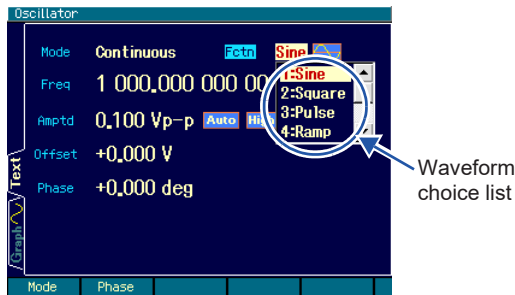 Oscillator
Mode Continuous Fctn Sine
Freq 1 000.000 000 00
1:Sine
2:Square
3:Pulse
4:Ramp
Amptd 0.100 Vp-p Auto High
Offset +0.000 V
Phase +0.000 deg
Text
Graph
Waveform
choice list
Mode Phase